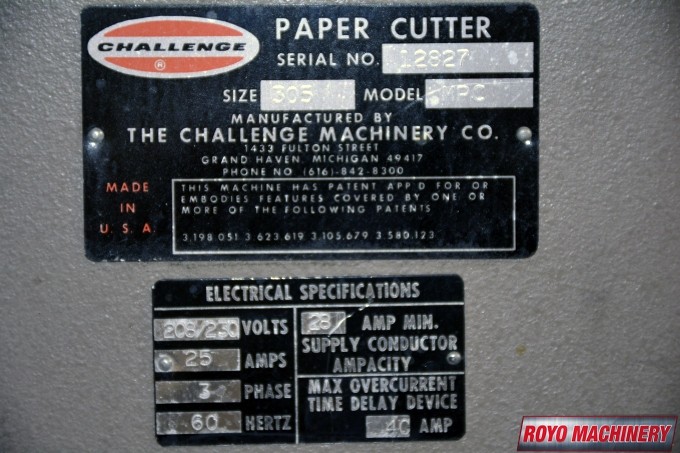 CHALLENGE
®
PAPER CUTTER
SERIAL NO. 12827
SIZE 305 MODEL MPC
MANUFACTURED BY
THE CHALLENGE MACHINERY CO.
1433 FULTON STREET
GRAND HAVEN, MICHIGAN 49417
PHONE NO (616)-842-8300
MADE
IN
U. S. A.
THIS MACHINE HAS PATENT APP'D FOR OR
EMBODIES FEATURES COVERED BY ONE OR
MORE OF THE FOLLOWING PATENTS
3,198,051 3,623,619 3,105,679 3,580,123
ELECTRICAL SPECIFICATIONS
208/230 VOLTS
25 AMPS
3 PHASE
60 HERTZ
28 AMP MIN.
SUPPLY CONDUCTOR
AMPACITY
MAX OVERCURRENT
TIME DELAY DEVICE
40 AMP
ROYO MACHINERY